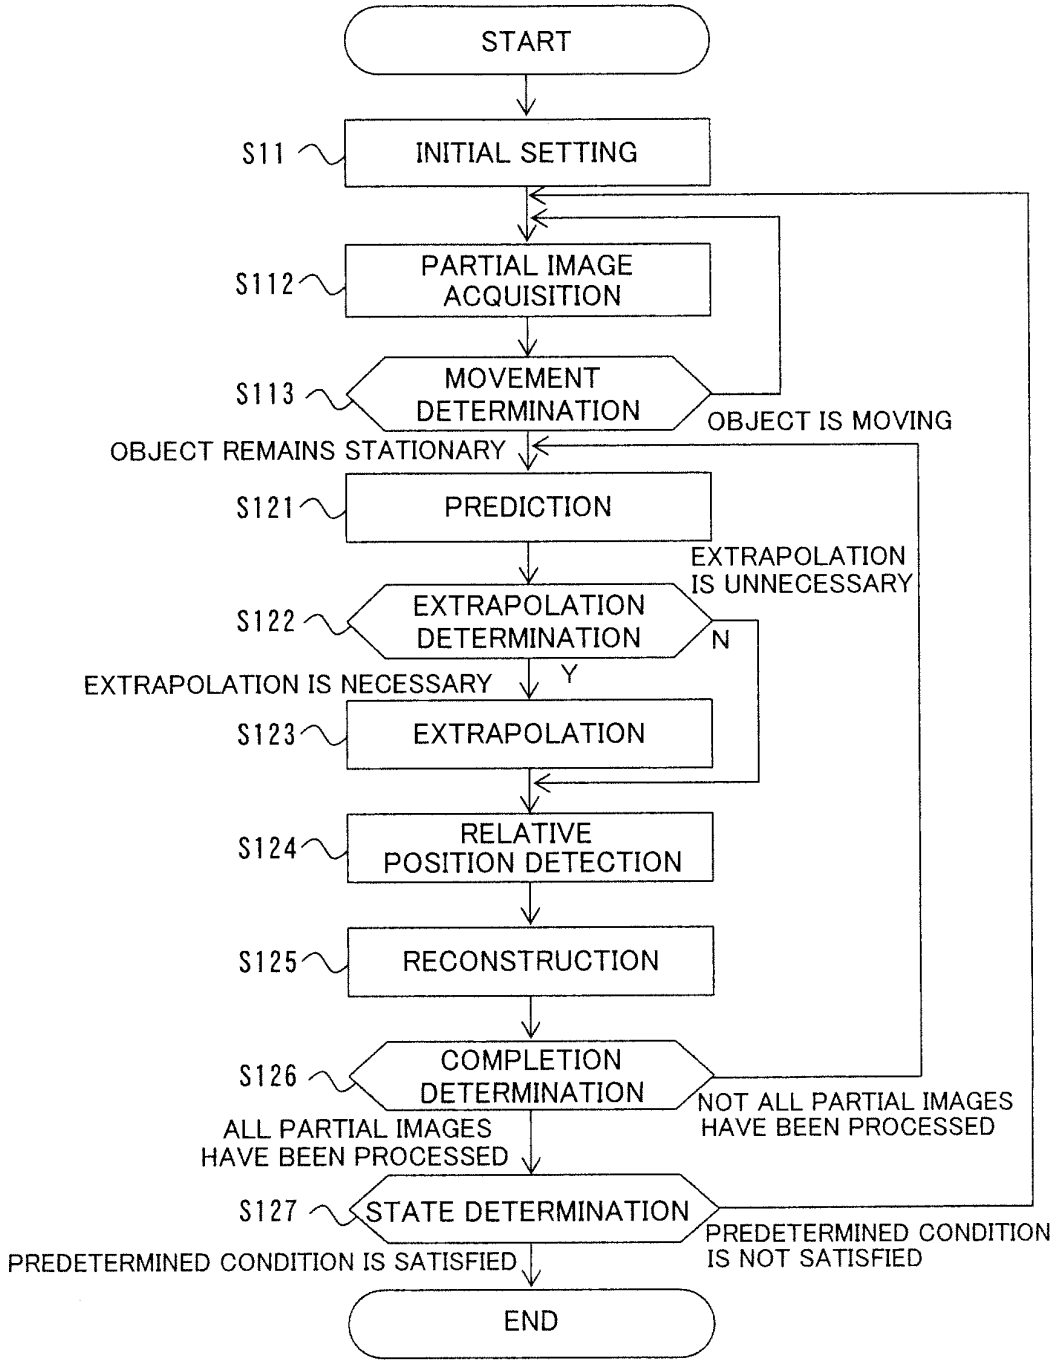 START
S11
INITIAL SETTING
S112
PARTIAL IMAGE
ACQUISITION
S113
MOVEMENT
DETERMINATION
OBJECT IS MOVING
OBJECT REMAINS STATIONARY
S121
PREDICTION
EXTRAPOLATION
IS UNNECESSARY
S122
EXTRAPOLATION
DETERMINATION
N
Y
EXTRAPOLATION IS NECESSARY
S123
EXTRAPOLATION
S124
RELATIVE
POSITION DETECTION
S125
RECONSTRUCTION
S126
COMPLETION
DETERMINATION
NOT ALL PARTIAL IMAGES
HAVE BEEN PROCESSED
ALL PARTIAL IMAGES
HAVE BEEN PROCESSED
S127
STATE DETERMINATION
PREDETERMINED CONDITION
IS NOT SATISFIED
PREDETERMINED CONDITION IS SATISFIED
END